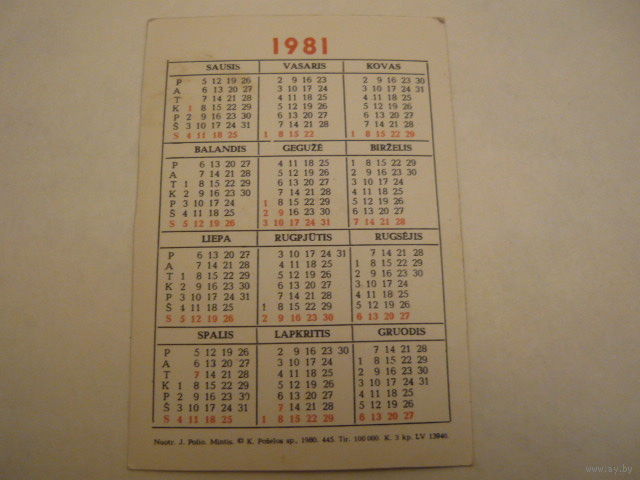 1981
SAUSIS VASARIS KOVAS
P 5 12 19 26 2 9 16 23 2 9 16 23 30
A 6 13 20 27 3 10 17 24 3 10 17 24 31
T 7 14 21 28 4 11 18 25 4 11 18 25
K 1 8 15 22 29 5 12 19 26 5 12 19 26
P 2 9 16 23 30 6 13 20 27 6 13 20 27
Š 3 10 17 24 31 7 14 21 28 7 14 21 28
S 4 11 18 25 1 8 15 22 1 8 15 22 29
BALANDIS GEGUŽĖ BIRŽELIS
P 6 13 20 27 4 11 18 25 1 8 15 22 29
A 7 14 21 28 5 12 19 26 2 9 16 23 30
T 1 8 15 22 29 6 13 20 27 3 10 17 24
K 2 9 16 23 30 7 14 21 28 4 11 18 25
P 3 10 17 24 1 8 15 22 29 5 12 19 26
Š 4 11 18 25 2 9 16 23 30 6 13 20 27
S 5 12 19 26 3 10 17 24 31 7 14 21 28
LIEPA RUGPJŪTIS RUGSĖJIS
P 6 13 20 27 3 10 17 24 31 7 14 21 28
A 7 14 21 28 4 11 18 25 1 8 15 22 29
T 1 8 15 22 29 5 12 19 26 2 9 16 23 30
K 2 9 16 23 30 6 13 20 27 3 10 17 24
P 3 10 17 24 31 7 14 21 28 4 11 18 25
Š 4 11 18 25 1 8 15 22 29 5 12 19 26
S 5 12 19 26 2 9 16 23 30 6 13 20 27
SPALIS LAPKRITIS GRUODIS
P 5 12 19 26 2 9 16 23 30 7 14 21 28
A 6 13 20 27 3 10 17 24 1 8 15 22 29
T 7 14 21 28 4 11 18 25 2 9 16 23 30
K 1 8 15 22 29 5 12 19 26 3 10 17 24 31
P 2 9 16 23 30 6 13 20 27 4 11 18 25
Š 3 10 17 24 31 7 14 21 28 5 12 19 26
S 4 11 18 25 1 8 15 22 29 6 13 20 27
Nuotr. J. Polio. Mintis. © K. Poželos sp., 1980. 445. Tir. 100 000. K. 3 kp. LV 13940.
www.ay.by